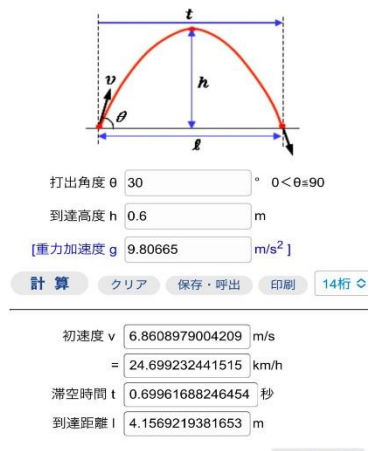 t
v
h
θ
ℓ
打出角度 θ 30 ° 0<θ≦90
到達高度 h 0.6 m
[重力加速度 g 9.80665 m/s² ]
計 算 クリア 保存・呼出 印刷 14桁
初速度 v 6.8608979004209 m/s
= 24.699232441515 km/h
滞空時間 t 0.69961688246454 秒
到達距離 l 4.1569219381653 m